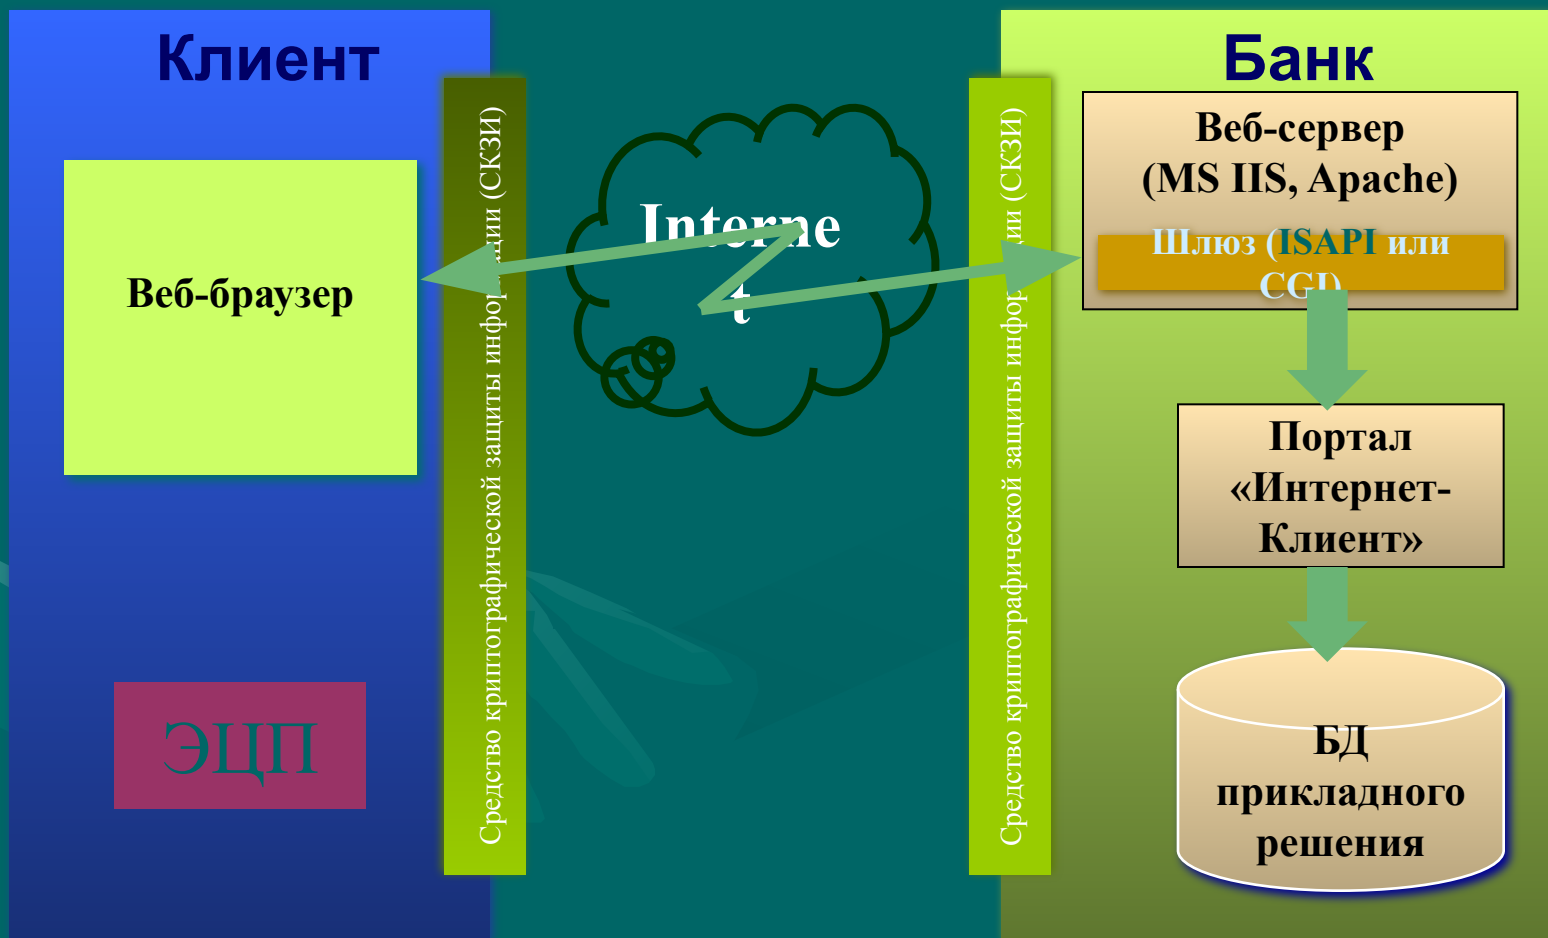 Клиент
Веб-браузер
ЭЦП
Средство криптографической защиты информации (СКЗИ)
Interne
t
Средство криптографической защиты информации (СКЗИ)
Банк
Веб-сервер
(MS IIS, Apache)
Шлюз (ISAPI или
CGI)
Портал
«Интернет-
Клиент»
БД
прикладного
решения